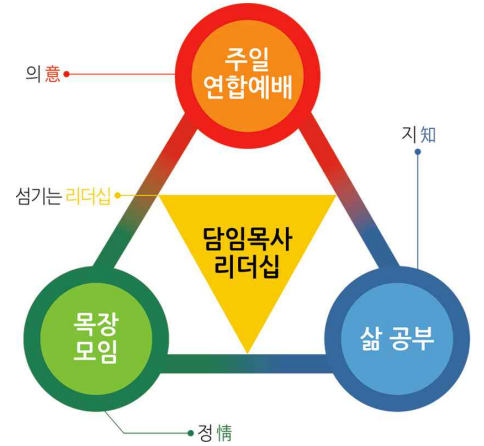 주일
연합예배
의 意
지 知
섬기는 리더십
담임목사
리더십
목장
모임
삶 공부
정 情